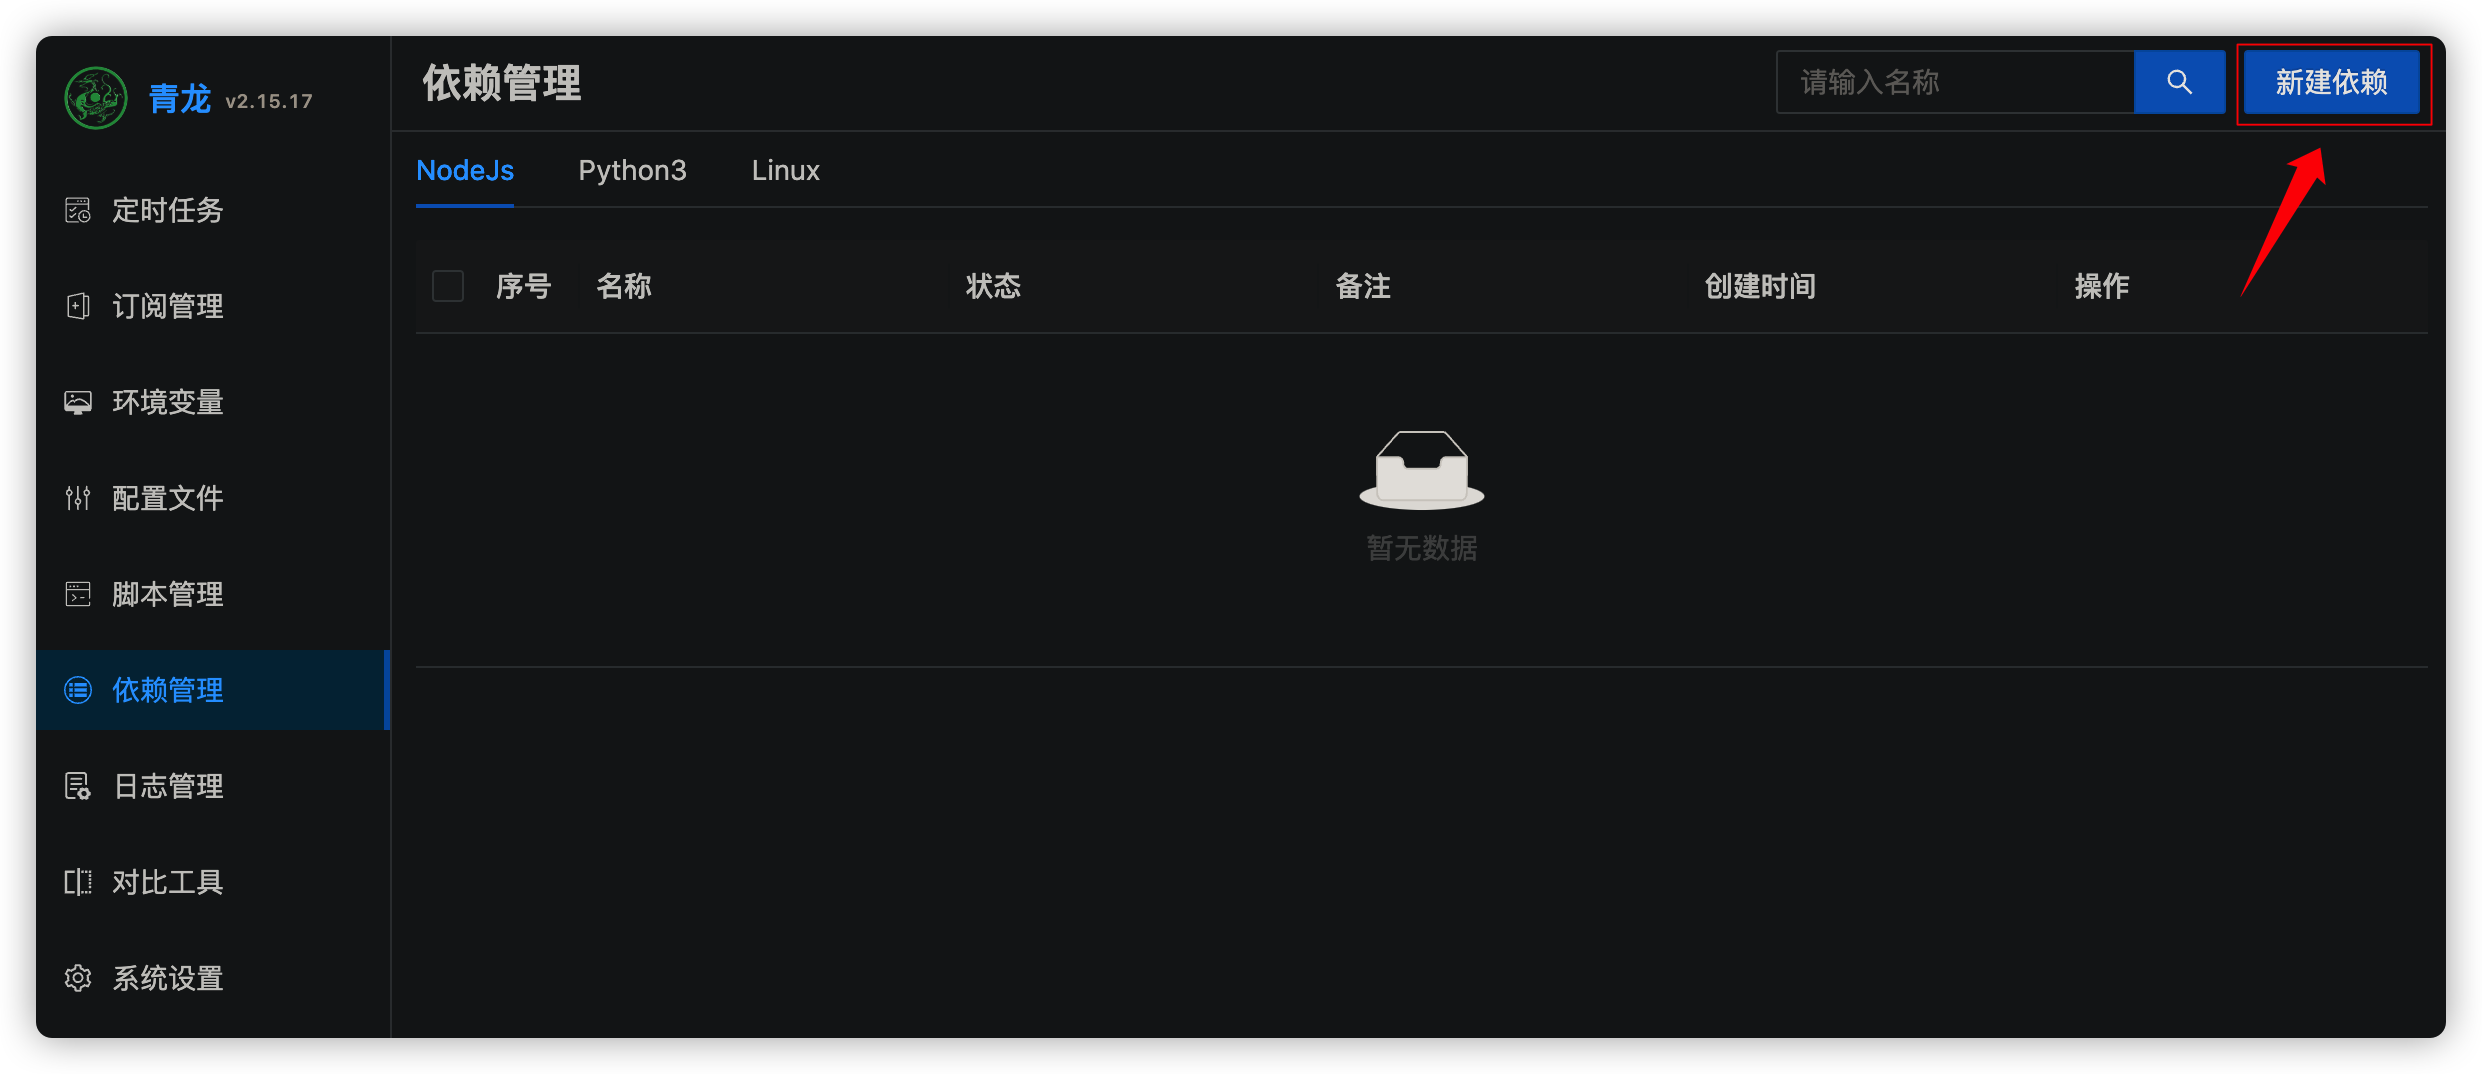 青龙 v2.15.17
定时任务
订阅管理
环境变量
配置文件
脚本管理
依赖管理
日志管理
对比工具
系统设置
依赖管理
请输入名称
新建依赖
NodeJs Python3 Linux
序号 名称 状态 备注 创建时间 操作
暂无数据